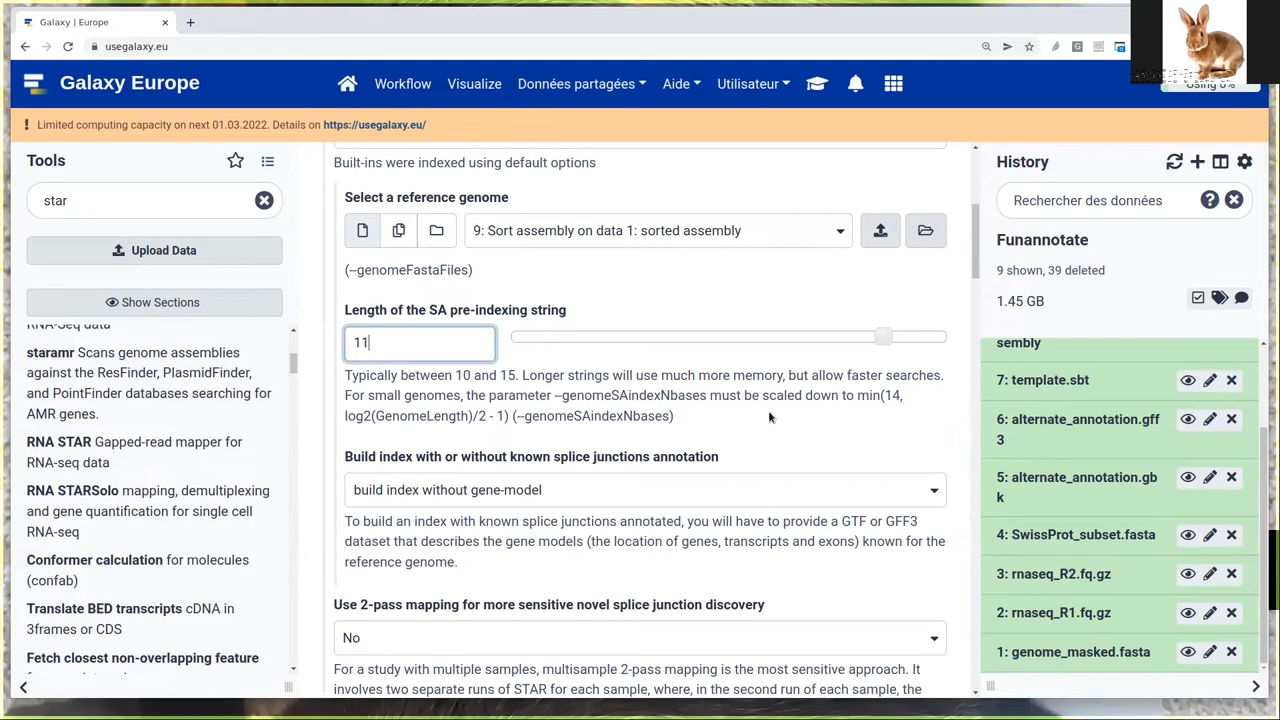 Galaxy | Europe
usegalaxy.eu
Galaxy Europe
Workflow
Visualize
Données partagées
Aide
Utilisateur
Limited computing capacity on next 01.03.2022. Details on https://usegalaxy.eu/
Tools
star
Upload Data
Show Sections
RNA-Seq data
staramr Scans genome assemblies
against the ResFinder, PlasmidFinder,
and PointFinder databases searching for
AMR genes.
RNA STAR Gapped-read mapper for
RNA-seq data
RNA STARSolo mapping, demultiplexing
and gene quantification for single cell
RNA-seq
Conformer calculation for molecules
(confab)
Translate BED transcripts cDNA in
3frames or CDS
Fetch closest non-overlapping feature
Built-ins were indexed using default options
Select a reference genome
9: Sort assembly on data 1: sorted assembly
(--genomeFastaFiles)
Length of the SA pre-indexing string
11
Typically between 10 and 15. Longer strings will use much more memory, but allow faster searches.
For small genomes, the parameter --genomeSAindexNbases must be scaled down to min(14,
log2(GenomeLength)/2 - 1) (--genomeSAindexNbases)
Build index with or without known splice junctions annotation
build index without gene-model
To build an index with known splice junctions annotated, you will have to provide a GTF or GFF3
dataset that describes the gene models (the location of genes, transcripts and exons) known for the
reference genome.
Use 2-pass mapping for more sensitive novel splice junction discovery
No
For a study with multiple samples, multisample 2-pass mapping is the most sensitive approach. It
involves two separate runs of STAR for each sample, where, in the second run of each sample, the
History
Rechercher des données
Funannotate
9 shown, 39 deleted
1.45 GB
sembly
7: template.sbt
6: alternate_annotation.gff
3
5: alternate_annotation.gb
k
4: SwissProt_subset.fasta
3: rnaseq_R2.fq.gz
2: rnaseq_R1.fq.gz
1: genome_masked.fasta